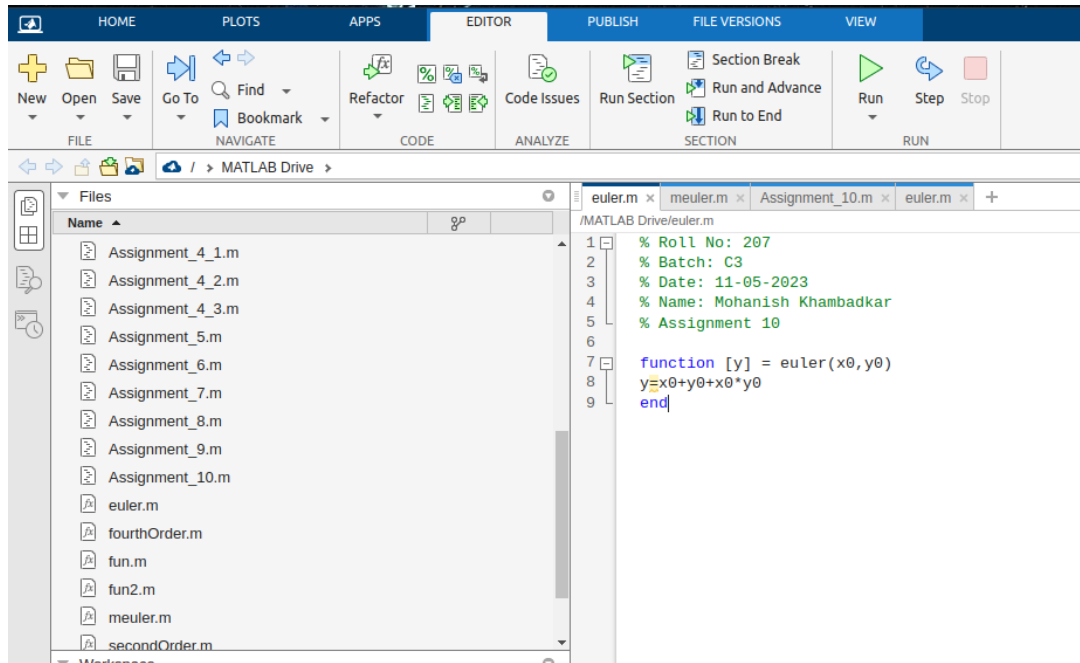 HOME PLOTS APPS EDITOR PUBLISH FILE VERSIONS VIEW
New Open Save Go To Find Bookmark Refactor Code Issues Run Section Section Break Run and Advance Run to End Run Step Stop
FILE NAVIGATE CODE ANALYZE SECTION RUN
/ > MATLAB Drive >
Files
Name
Assignment_4_1.m
Assignment_4_2.m
Assignment_4_3.m
Assignment_5.m
Assignment_6.m
Assignment_7.m
Assignment_8.m
Assignment_9.m
Assignment_10.m
euler.m
fourthOrder.m
fun.m
fun2.m
meuler.m
secondOrder.m
Workspace
euler.m × meuler.m × Assignment_10.m × euler.m × +
/MATLAB Drive/euler.m
1 % Roll No: 207
2 % Batch: C3
3 % Date: 11-05-2023
4 % Name: Mohanish Khambadkar
5 % Assignment 10
6
7 function [y] = euler(x0,y0)
8 y=x0+y0+x0*y0
9 end